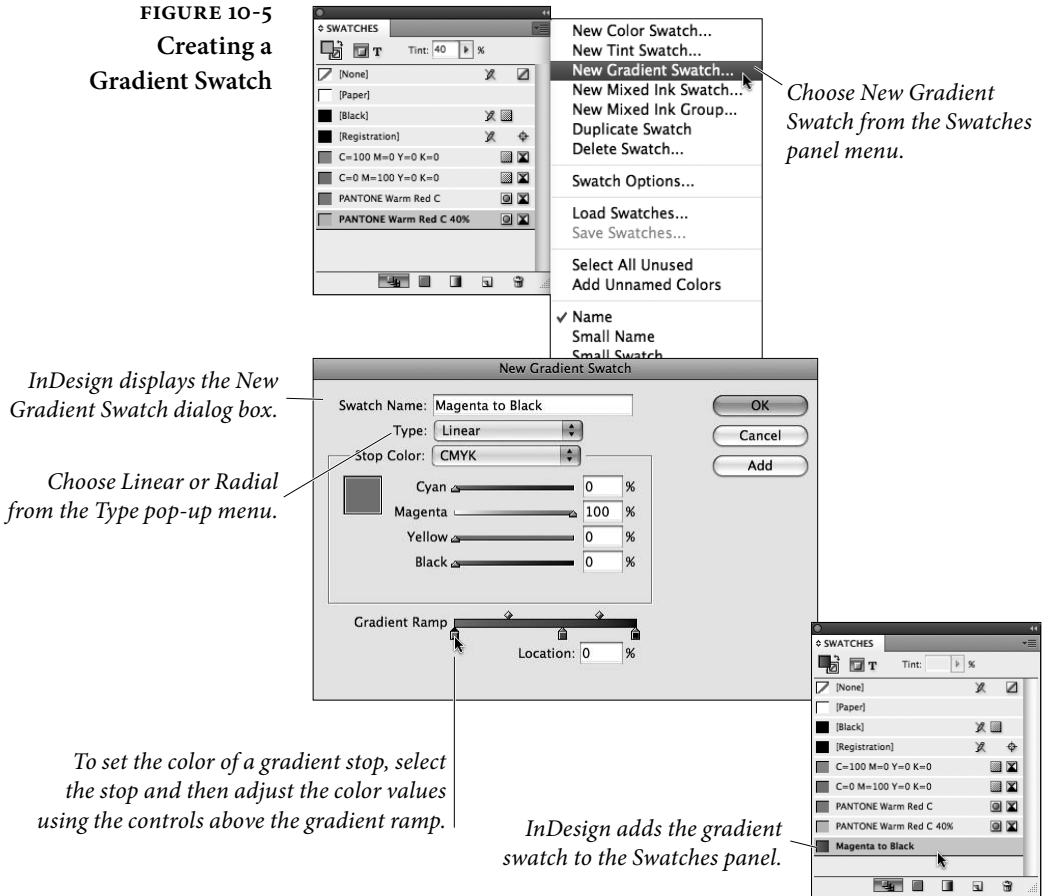 FIGURE 10-5
Creating a
Gradient Swatch
SWATCHES
T Tint: 40 %
[None]
[Paper]
[Black]
[Registration]
C=100 M=0 Y=0 K=0
C=0 M=100 Y=0 K=0
PANTONE Warm Red C
PANTONE Warm Red C 40%
New Color Swatch...
New Tint Swatch...
New Gradient Swatch...
New Mixed Ink Swatch...
New Mixed Ink Group...
Duplicate Swatch
Delete Swatch...
Swatch Options...
Load Swatches...
Save Swatches...
Select All Unused
Add Unnamed Colors
✓ Name
Small Name
Small Swatch
Choose New Gradient
Swatch from the Swatches
panel menu.
InDesign displays the New
Gradient Swatch dialog box.
Choose Linear or Radial
from the Type pop-up menu.
New Gradient Swatch
Swatch Name: Magenta to Black
Type: Linear
Stop Color: CMYK
Cyan 0 %
Magenta 100 %
Yellow 0 %
Black 0 %
Gradient Ramp
Location: 0 %
OK
Cancel
Add
To set the color of a gradient stop, select
the stop and then adjust the color values
using the controls above the gradient ramp.
InDesign adds the gradient
swatch to the Swatches panel.
SWATCHES
T Tint: %
[None]
[Paper]
[Black]
[Registration]
C=100 M=0 Y=0 K=0
C=0 M=100 Y=0 K=0
PANTONE Warm Red C
PANTONE Warm Red C 40%
Magenta to Black